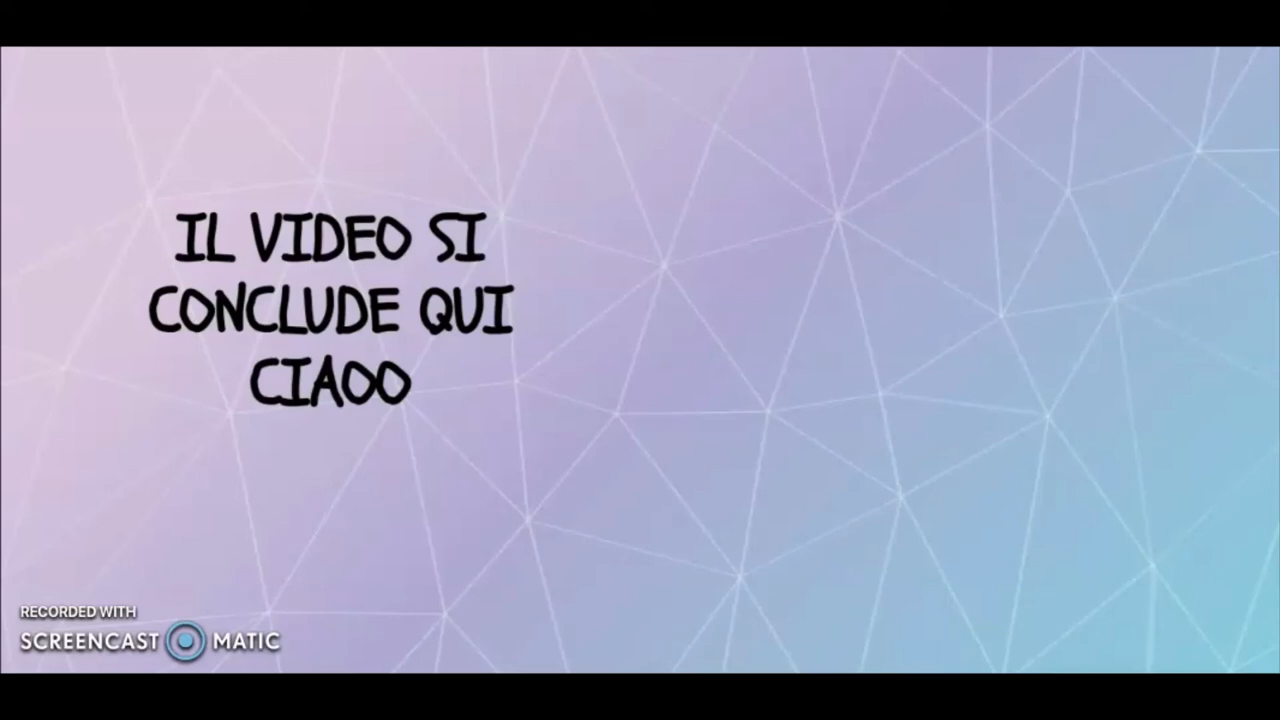 IL VIDEO SI
CONCLUDE QUI
CIAOO
RECORDED WITH
SCREENCAST MATIC